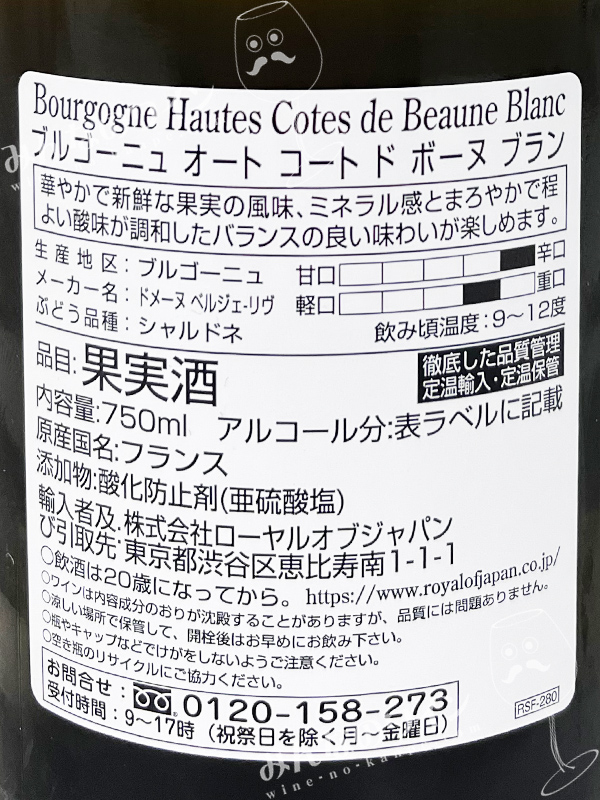 Bourgogne Hautes Cotes de Beaune Blanc
ブルゴーニュ オート コート ド ボーヌ ブラン
華やかで新鮮な果実の風味、ミネラル感とまろやかで程
よい酸味が調和したバランスの良い味わいが楽しめます。
生産地区:ブルゴーニュ 甘口 辛口
メーカー名:ドメーヌ ベルジェ-リヴ 軽口 重口
ぶどう品種:シャルドネ 飲み頃温度:9~12度
品目:果実酒
徹底した品質管理
定温輸入・定温保管
内容量:750ml アルコール分:表ラベルに記載
原産国名:フランス
添加物:酸化防止剤(亜硫酸塩)
輸入者及び引取先:株式会社ローヤルオブジャパン
東京都渋谷区恵比寿南1-1-1
○飲酒は20歳になってから。https://www.royalofjapan.co.jp/
○ワインは内容成分のおりが沈殿することがありますが、品質には問題ありません。
○涼しい場所で保管して、開栓後はお早めにお飲み下さい。
○瓶やキャップなどでけがをしないようご注意ください。
○空き瓶のリサイクルにご協力ください。
お問合せ:0120-158-273
受付時間:9~17時(祝祭日を除く月~金曜日)
RSF-280
wine-no-ka